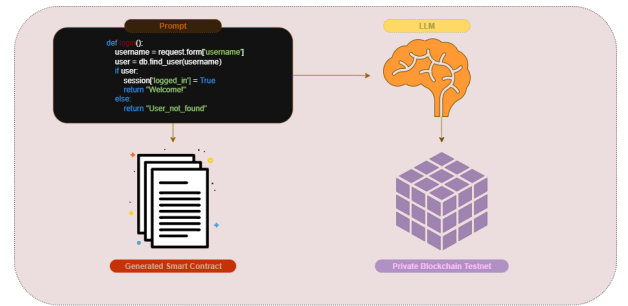 Prompt
LLM
def login():
username = request.form['username']
user = db.find_user(username)
if user:
session['logged_in'] = True
return "Welcome!"
else:
return "User_not_found"
Generated Smart Contract
Private Blockchain Testnet